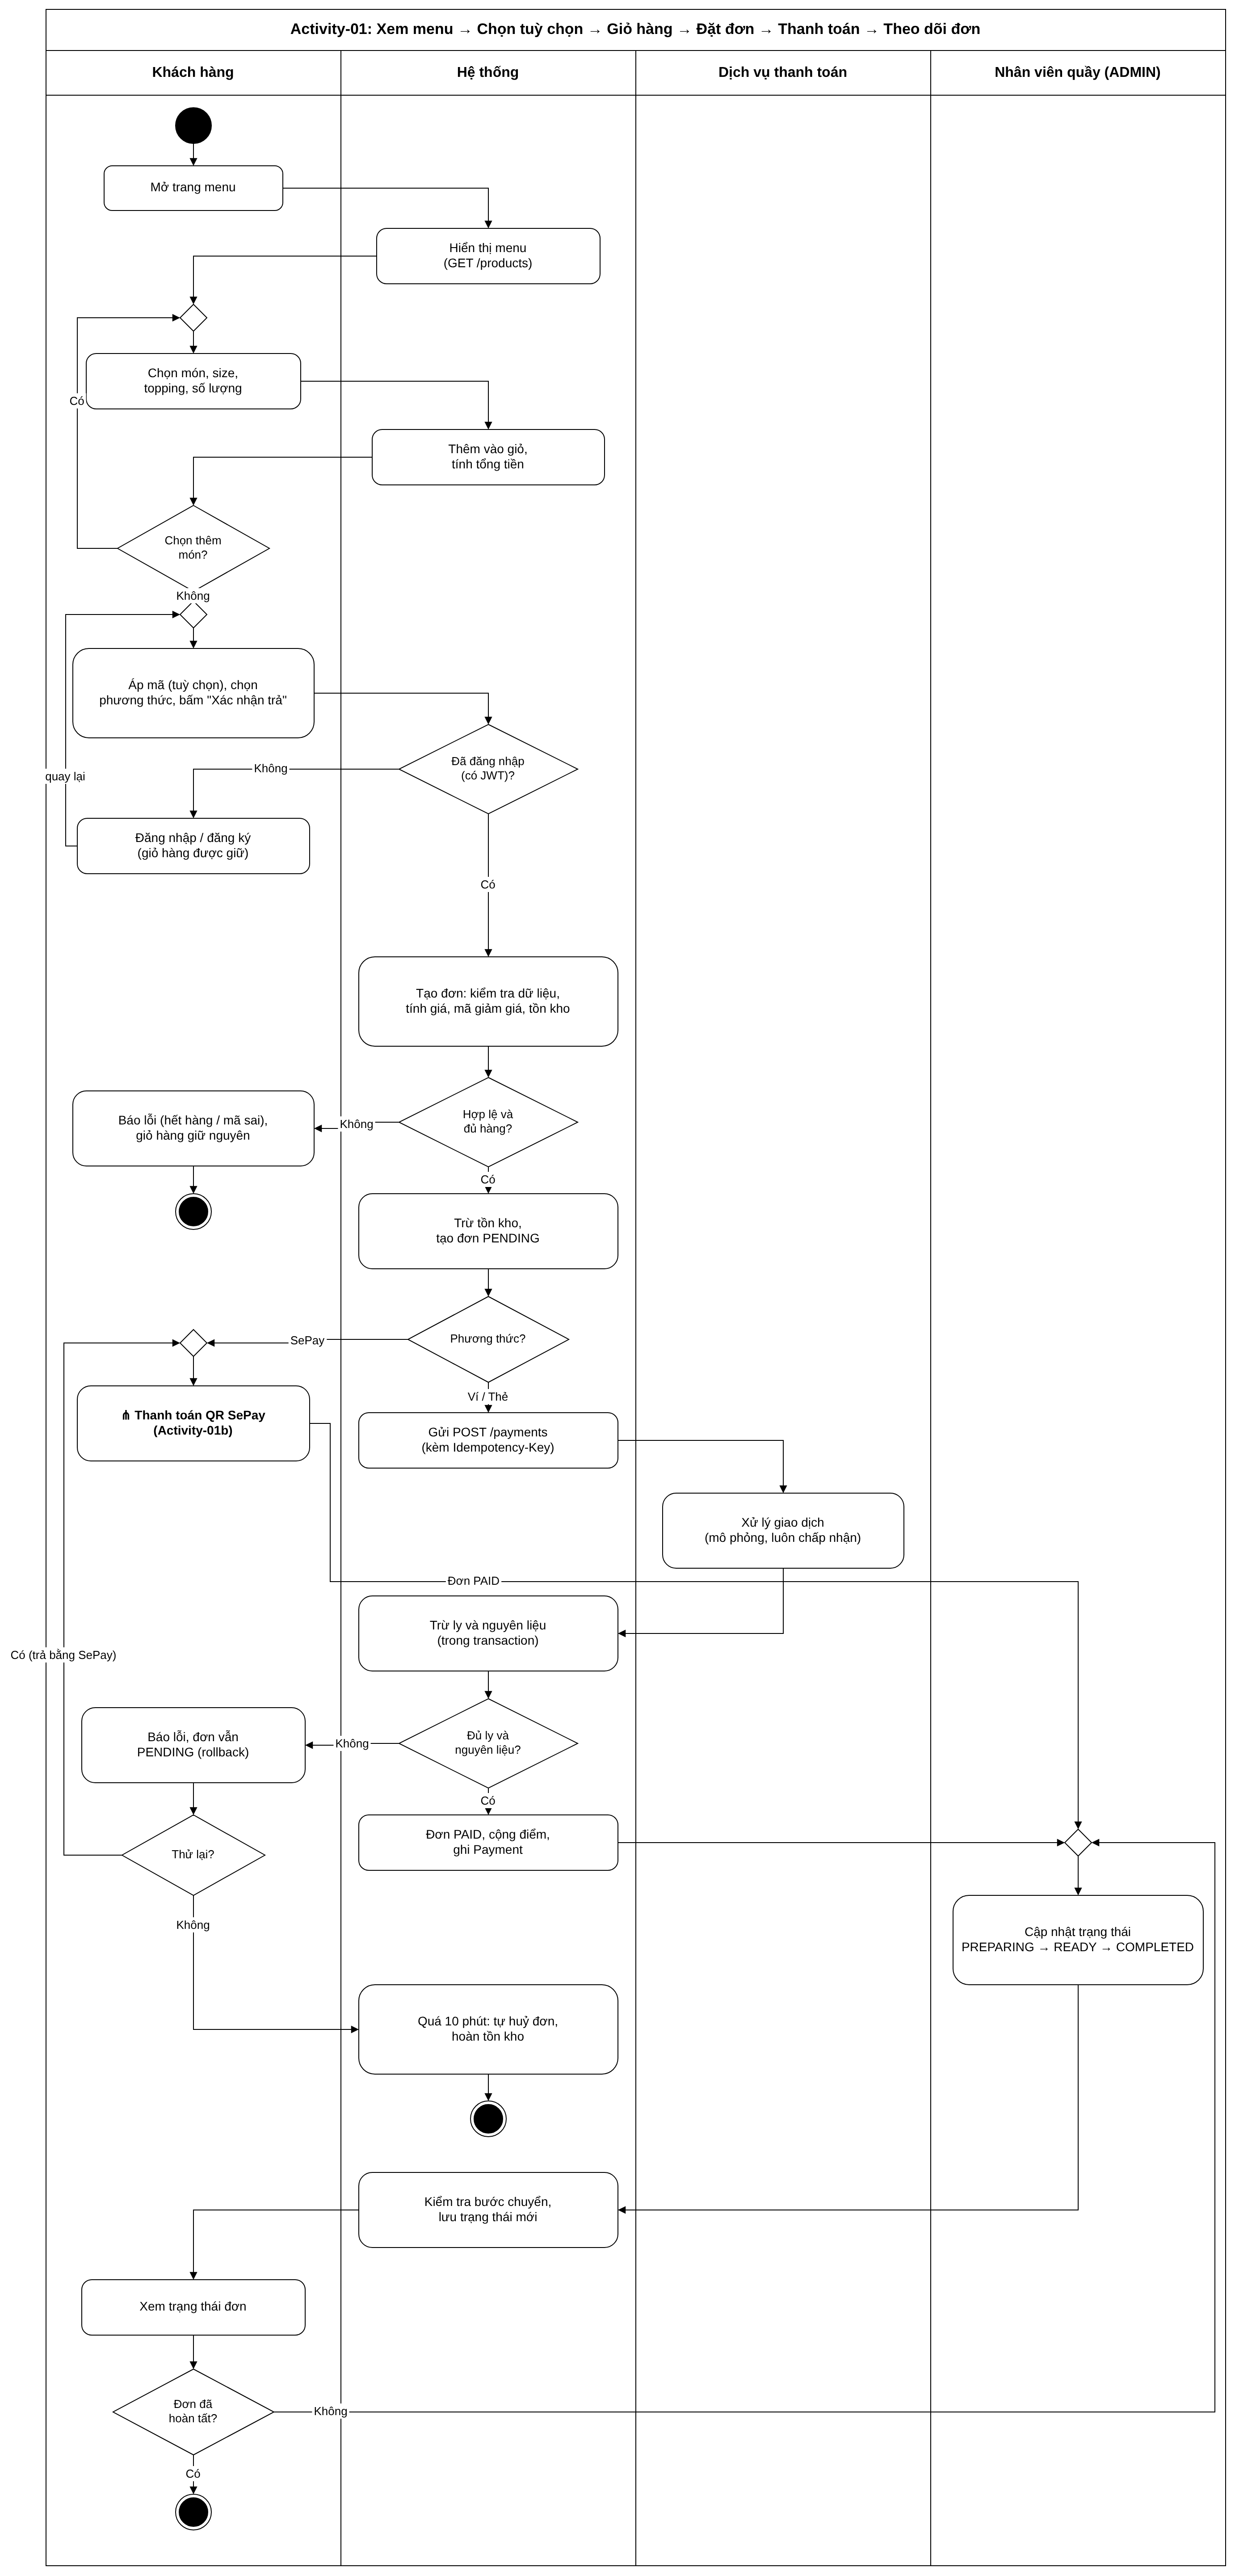 Activity-01: Xem menu → Chọn tuỳ chọn → Giỏ hàng → Đặt đơn → Thanh toán → Theo dõi đơn
Khách hàng
Hệ thống
Dịch vụ thanh toán
Nhân viên quầy (ADMIN)
Mở trang menu
Hiển thị menu
(GET /products)
Chọn món, size,
topping, số lượng
Có
Thêm vào giỏ,
tính tổng tiền
Chọn thêm
món?
Không
Áp mã (tuỳ chọn), chọn
phương thức, bấm "Xác nhận trả"
Đã đăng nhập
(có JWT)?
Không
quay lại
Đăng nhập / đăng ký
(giỏ hàng được giữ)
Có
Tạo đơn: kiểm tra dữ liệu,
tính giá, mã giảm giá, tồn kho
Báo lỗi (hết hàng / mã sai),
giỏ hàng giữ nguyên
Không
Hợp lệ và
đủ hàng?
Có
Trừ tồn kho,
tạo đơn PENDING
SePay
Phương thức?
Ví / Thẻ
⋔ Thanh toán QR SePay
(Activity-01b)
Gửi POST /payments
(kèm Idempotency-Key)
Xử lý giao dịch
(mô phỏng, luôn chấp nhận)
Đơn PAID
Trừ ly và nguyên liệu
(trong transaction)
Có (trả bằng SePay)
Báo lỗi, đơn vẫn
PENDING (rollback)
Không
Đủ ly và
nguyên liệu?
Có
Đơn PAID, cộng điểm,
ghi Payment
Thử lại?
Không
Cập nhật trạng thái
PREPARING → READY → COMPLETED
Quá 10 phút: tự huỷ đơn,
hoàn tồn kho
Kiểm tra bước chuyển,
lưu trạng thái mới
Xem trạng thái đơn
Đơn đã
hoàn tất?
Không
Có